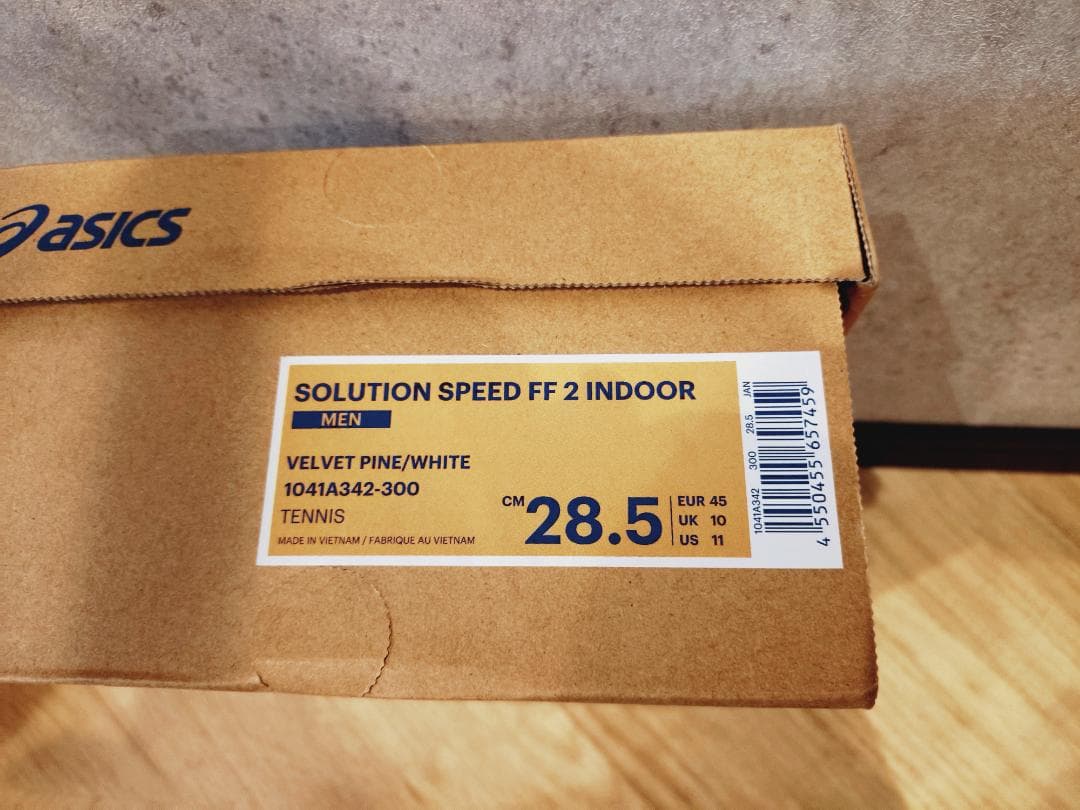 asics
SOLUTION SPEED FF 2 INDOOR
MEN
VELVET PINE/WHITE
1041A342-300
TENNIS
MADE IN VIETNAM / FABRIQUE AU VIETNAM
CM 28.5
EUR 45
UK 10
US 11
1041A342 300 28.5 JAN
4 550455 657459